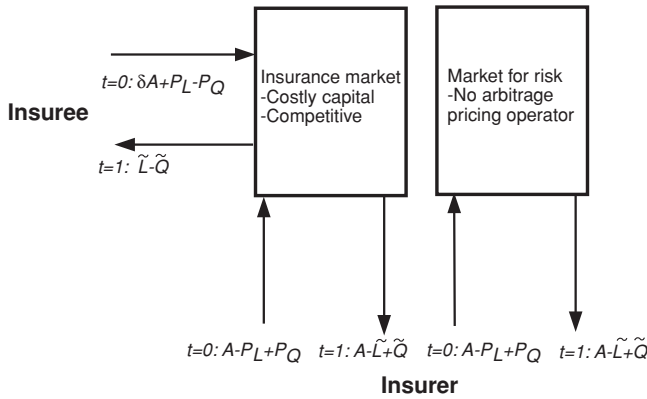 t=0: δA+P_L-P_Q
Insurance market
-Costly capital
-Competitive
Market for risk
-No arbitrage
pricing operator
Insuree
t=1: L̃-Q̃
t=0: A-P_L+P_Q
t=1: A-L̃+Q̃
t=0: A-P_L+P_Q
t=1: A-L̃+Q̃
Insurer